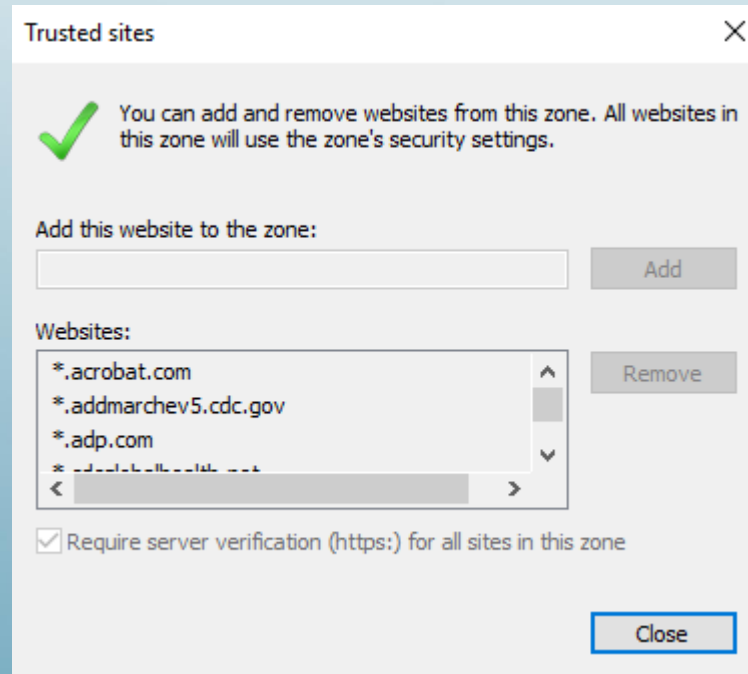 Trusted sites
You can add and remove websites from this zone. All websites in
this zone will use the zone's security settings.
Add this website to the zone:
Add
Websites:
*.acrobat.com
Remove
*.addmarchev5.cdc.gov
*.adp.com
Require server verification (https:) for all sites in this zone
Close